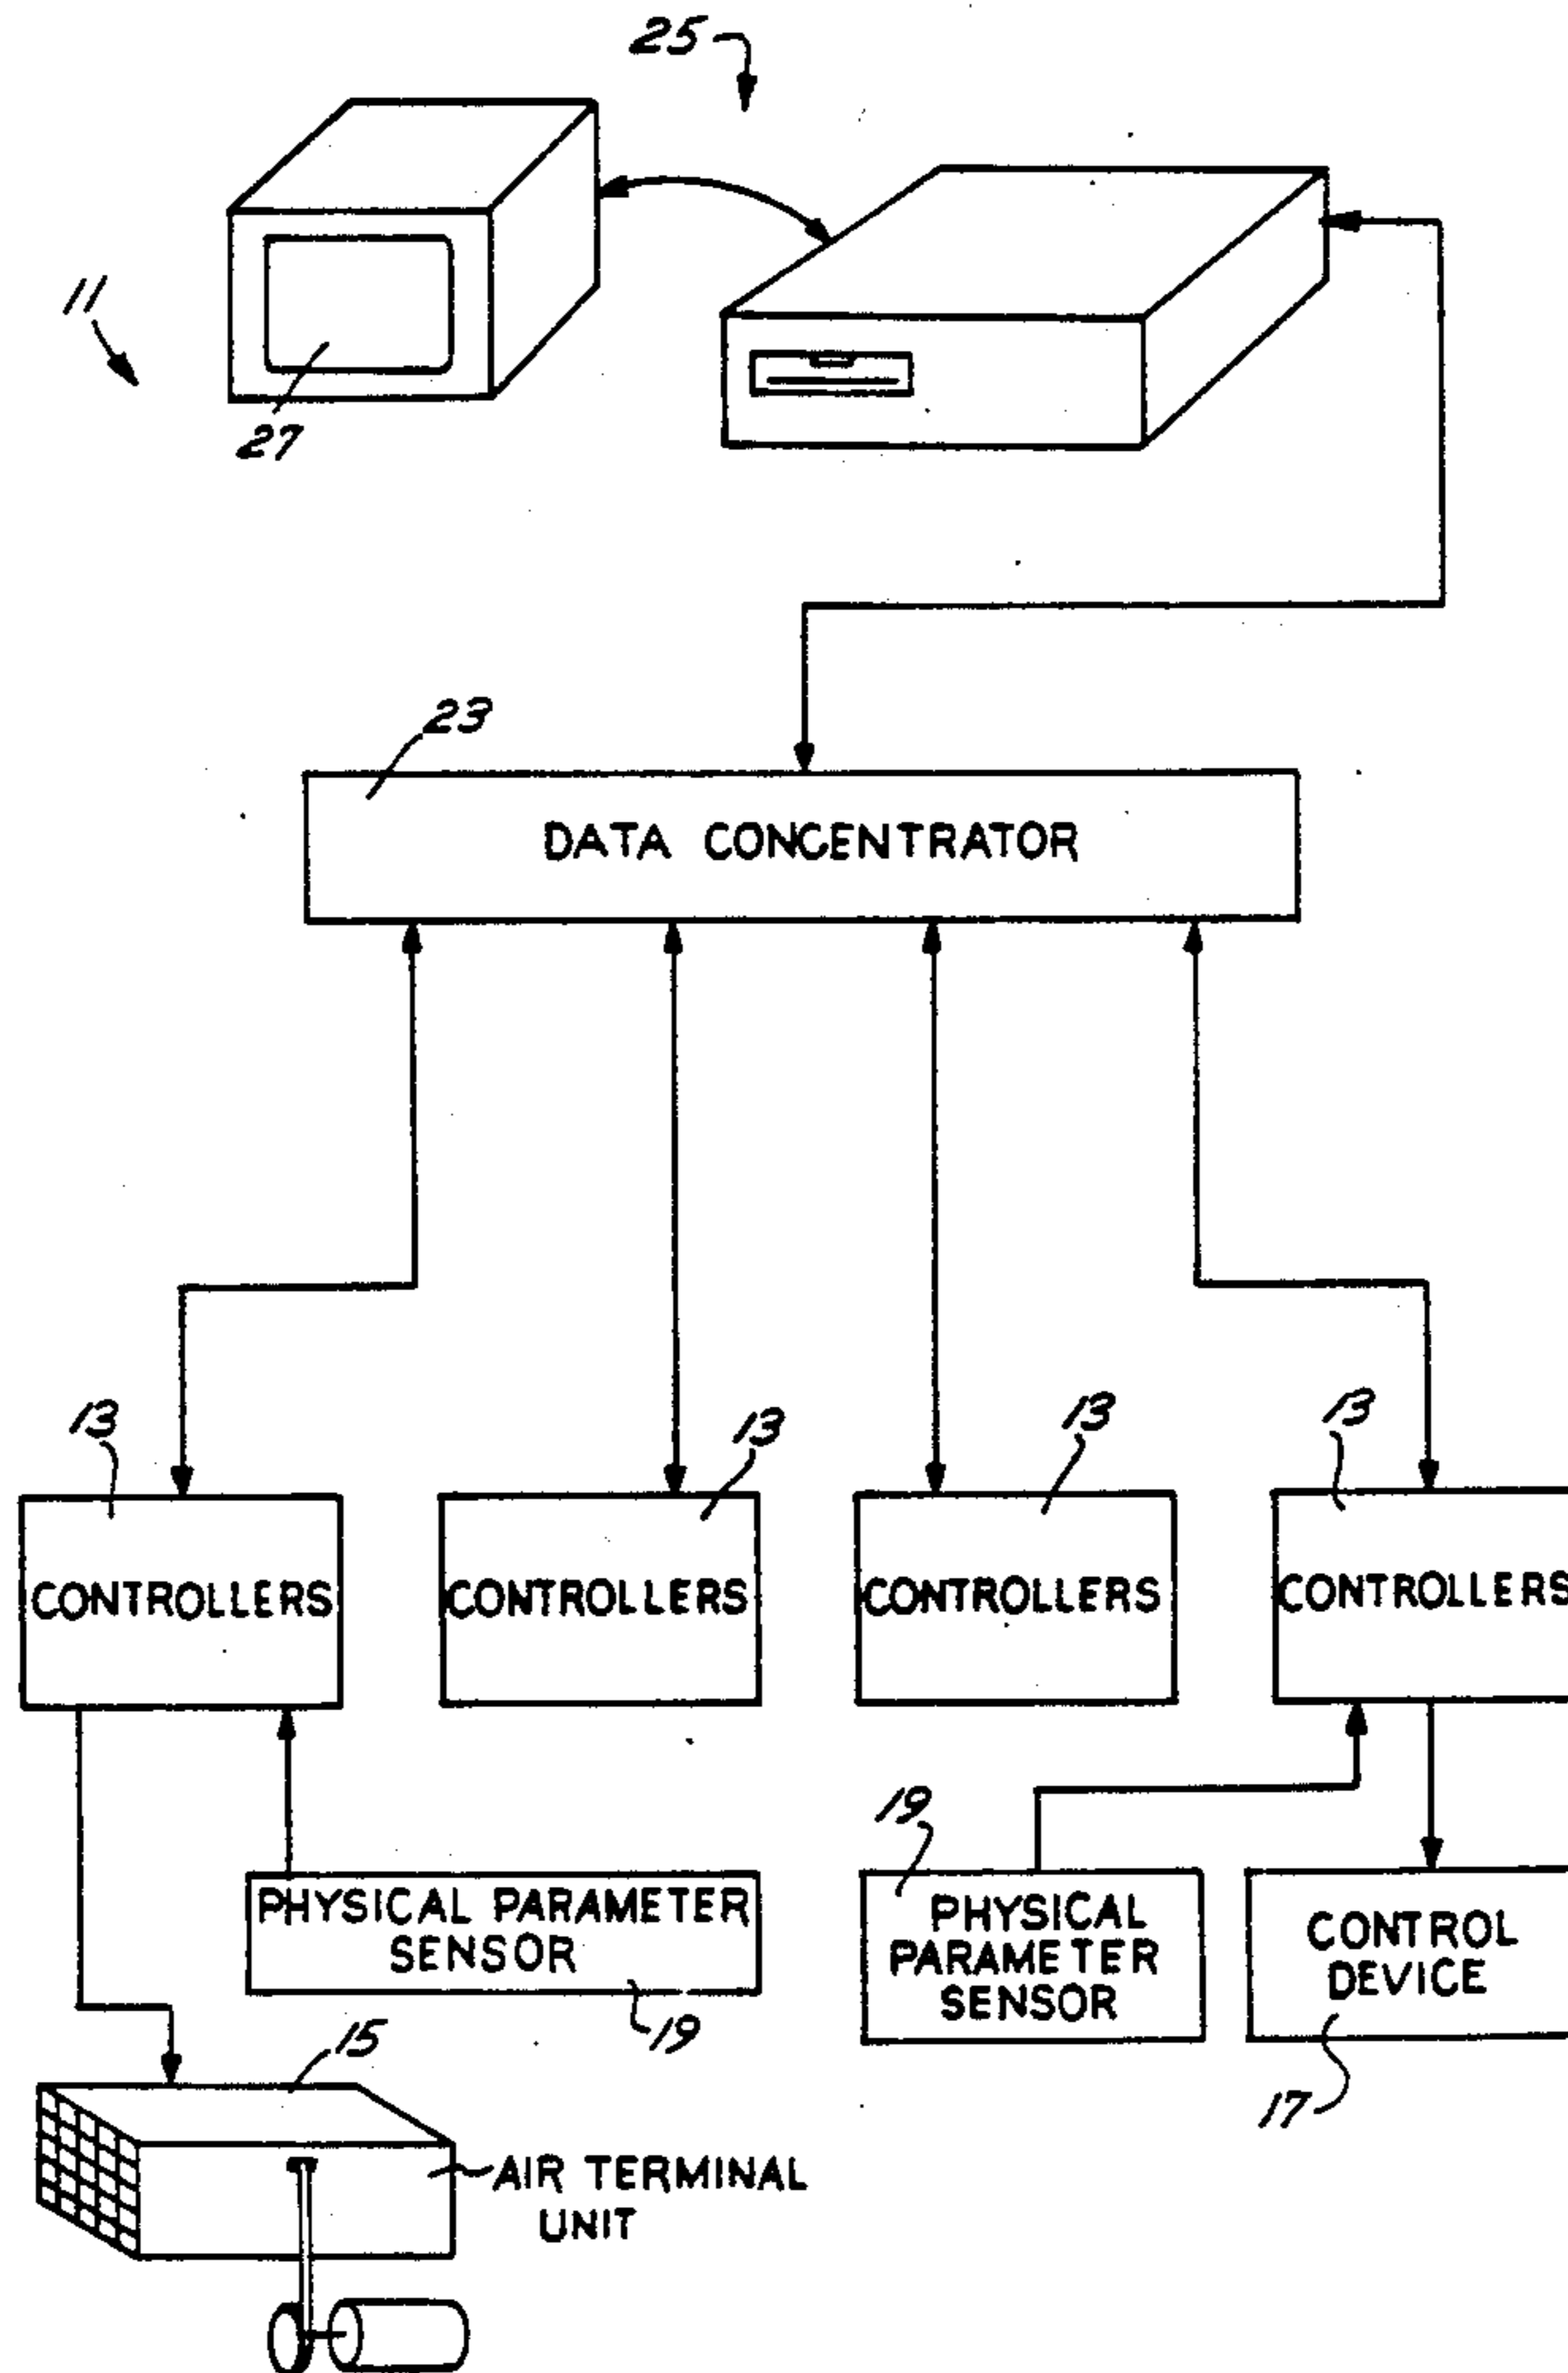 25
11
27
23
DATA CONCENTRATOR
13
13
13
13
CONTROLLERS
CONTROLLERS
CONTROLLERS
CONTROLLERS
19
PHYSICAL PARAMETER
SENSOR
19
PHYSICAL
PARAMETER
SENSOR
CONTROL
DEVICE
17
15
AIR TERMINAL
UNIT